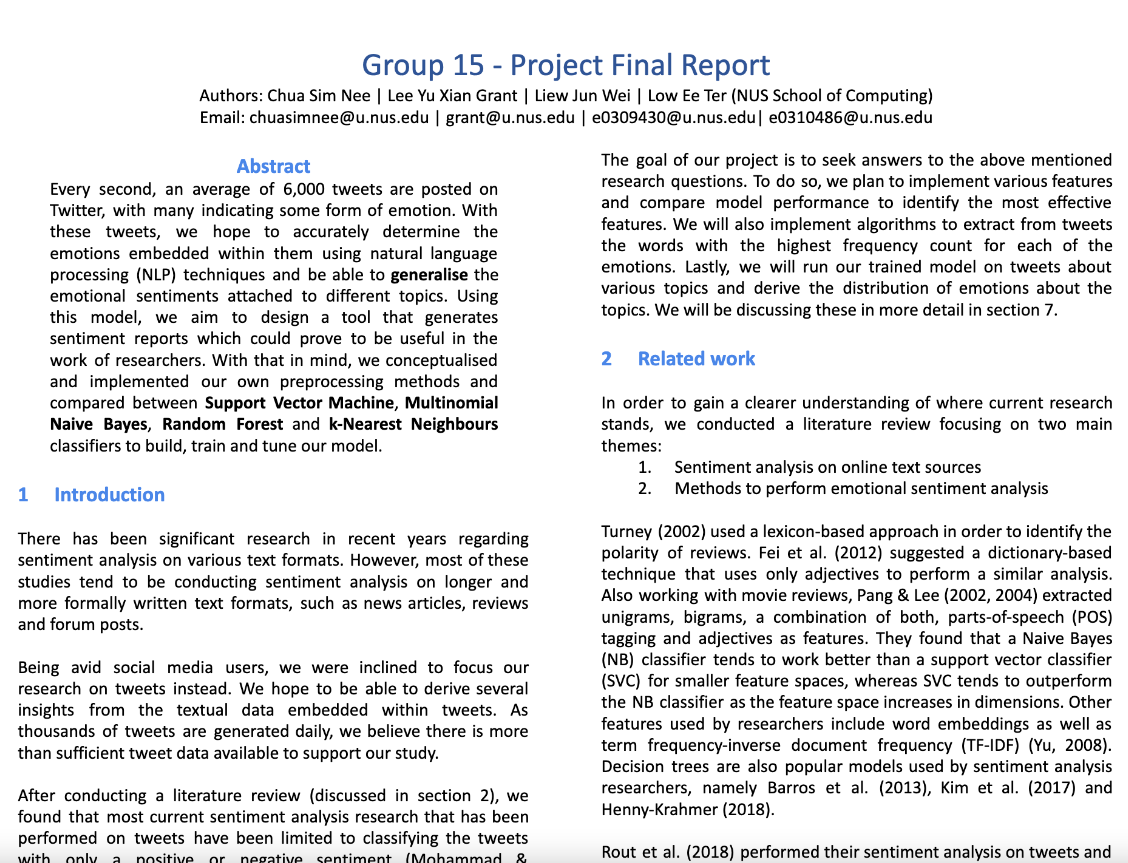 Group 15 - Project Final Report
Authors: Chua Sim Nee | Lee Yu Xian Grant | Liew Jun Wei | Low Ee Ter (NUS School of Computing)
Email: chuasimnee@u.nus.edu | grant@u.nus.edu | e0309430@u.nus.edu| e0310486@u.nus.edu
Abstract
Every second, an average of 6,000 tweets are posted on
Twitter, with many indicating some form of emotion. With
these tweets, we hope to accurately determine the
emotions embedded within them using natural language
processing (NLP) techniques and be able to generalise the
emotional sentiments attached to different topics. Using
this model, we aim to design a tool that generates
sentiment reports which could prove to be useful in the
work of researchers. With that in mind, we conceptualised
and implemented our own preprocessing methods and
compared between Support Vector Machine, Multinomial
Naive Bayes, Random Forest and k-Nearest Neighbours
classifiers to build, train and tune our model.
1 Introduction
There has been significant research in recent years regarding
sentiment analysis on various text formats. However, most of these
studies tend to be conducting sentiment analysis on longer and
more formally written text formats, such as news articles, reviews
and forum posts.
Being avid social media users, we were inclined to focus our
research on tweets instead. We hope to be able to derive several
insights from the textual data embedded within tweets. As
thousands of tweets are generated daily, we believe there is more
than sufficient tweet data available to support our study.
After conducting a literature review (discussed in section 2), we
found that most current sentiment analysis research that has been
performed on tweets have been limited to classifying the tweets
with only a positive or negative sentiment (Mohammad &
The goal of our project is to seek answers to the above mentioned
research questions. To do so, we plan to implement various features
and compare model performance to identify the most effective
features. We will also implement algorithms to extract from tweets
the words with the highest frequency count for each of the
emotions. Lastly, we will run our trained model on tweets about
various topics and derive the distribution of emotions about the
topics. We will be discussing these in more detail in section 7.
2 Related work
In order to gain a clearer understanding of where current research
stands, we conducted a literature review focusing on two main
themes:
1. Sentiment analysis on online text sources
2. Methods to perform emotional sentiment analysis
Turney (2002) used a lexicon-based approach in order to identify the
polarity of reviews. Fei et al. (2012) suggested a dictionary-based
technique that uses only adjectives to perform a similar analysis.
Also working with movie reviews, Pang & Lee (2002, 2004) extracted
unigrams, bigrams, a combination of both, parts-of-speech (POS)
tagging and adjectives as features. They found that a Naive Bayes
(NB) classifier tends to work better than a support vector classifier
(SVC) for smaller feature spaces, whereas SVC tends to outperform
the NB classifier as the feature space increases in dimensions. Other
features used by researchers include word embeddings as well as
term frequency-inverse document frequency (TF-IDF) (Yu, 2008).
Decision trees are also popular models used by sentiment analysis
researchers, namely Barros et al. (2013), Kim et al. (2017) and
Henny-Krahmer (2018).
Rout et al. (2018) performed their sentiment analysis on tweets and